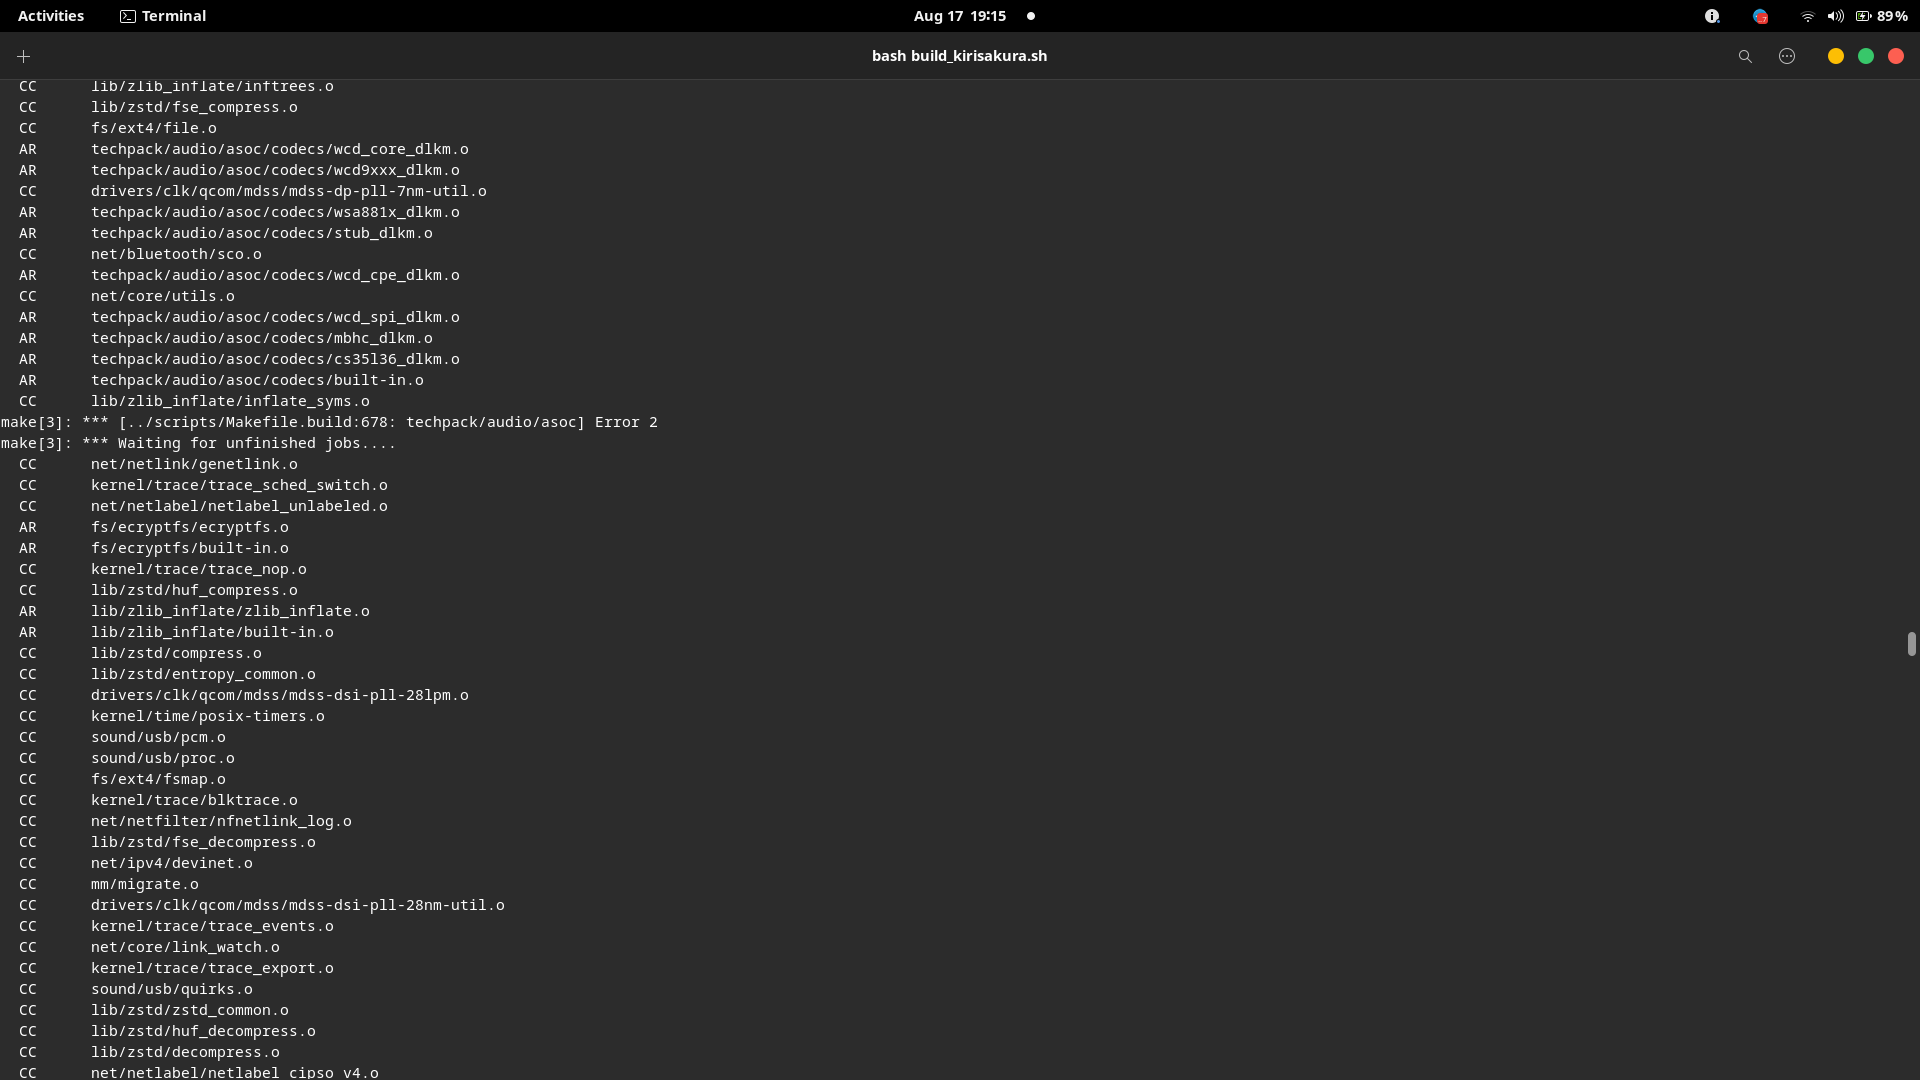 Activities
Terminal
Aug 17 19:15
89%
bash build_kirisakura.sh
CC lib/zlib_inflate/inftrees.o
CC lib/zstd/fse_compress.o
CC fs/ext4/file.o
AR techpack/audio/asoc/codecs/wcd_core_dlkm.o
AR techpack/audio/asoc/codecs/wcd9xxx_dlkm.o
CC drivers/clk/qcom/mdss/mdss-dp-pll-7nm-util.o
AR techpack/audio/asoc/codecs/wsa881x_dlkm.o
AR techpack/audio/asoc/codecs/stub_dlkm.o
CC net/bluetooth/sco.o
AR techpack/audio/asoc/codecs/wcd_cpe_dlkm.o
CC net/core/utils.o
AR techpack/audio/asoc/codecs/wcd_spi_dlkm.o
AR techpack/audio/asoc/codecs/mbhc_dlkm.o
AR techpack/audio/asoc/codecs/cs35l36_dlkm.o
AR techpack/audio/asoc/codecs/built-in.o
CC lib/zlib_inflate/inflate_syms.o
make[3]: *** [../scripts/Makefile.build:678: techpack/audio/asoc] Error 2
make[3]: *** Waiting for unfinished jobs....
CC net/netlink/genetlink.o
CC kernel/trace/trace_sched_switch.o
CC net/netlabel/netlabel_unlabeled.o
AR fs/ecryptfs/ecryptfs.o
AR fs/ecryptfs/built-in.o
CC kernel/trace/trace_nop.o
CC lib/zstd/huf_compress.o
AR lib/zlib_inflate/zlib_inflate.o
AR lib/zlib_inflate/built-in.o
CC lib/zstd/compress.o
CC lib/zstd/entropy_common.o
CC drivers/clk/qcom/mdss/mdss-dsi-pll-28lpm.o
CC kernel/time/posix-timers.o
CC sound/usb/pcm.o
CC sound/usb/proc.o
CC fs/ext4/fsmap.o
CC kernel/trace/blktrace.o
CC net/netfilter/nfnetlink_log.o
CC lib/zstd/fse_decompress.o
CC net/ipv4/devinet.o
CC mm/migrate.o
CC drivers/clk/qcom/mdss/mdss-dsi-pll-28nm-util.o
CC kernel/trace/trace_events.o
CC net/core/link_watch.o
CC kernel/trace/trace_export.o
CC sound/usb/quirks.o
CC lib/zstd/zstd_common.o
CC lib/zstd/huf_decompress.o
CC lib/zstd/decompress.o
CC net/netlabel/netlabel_cipso_v4.o